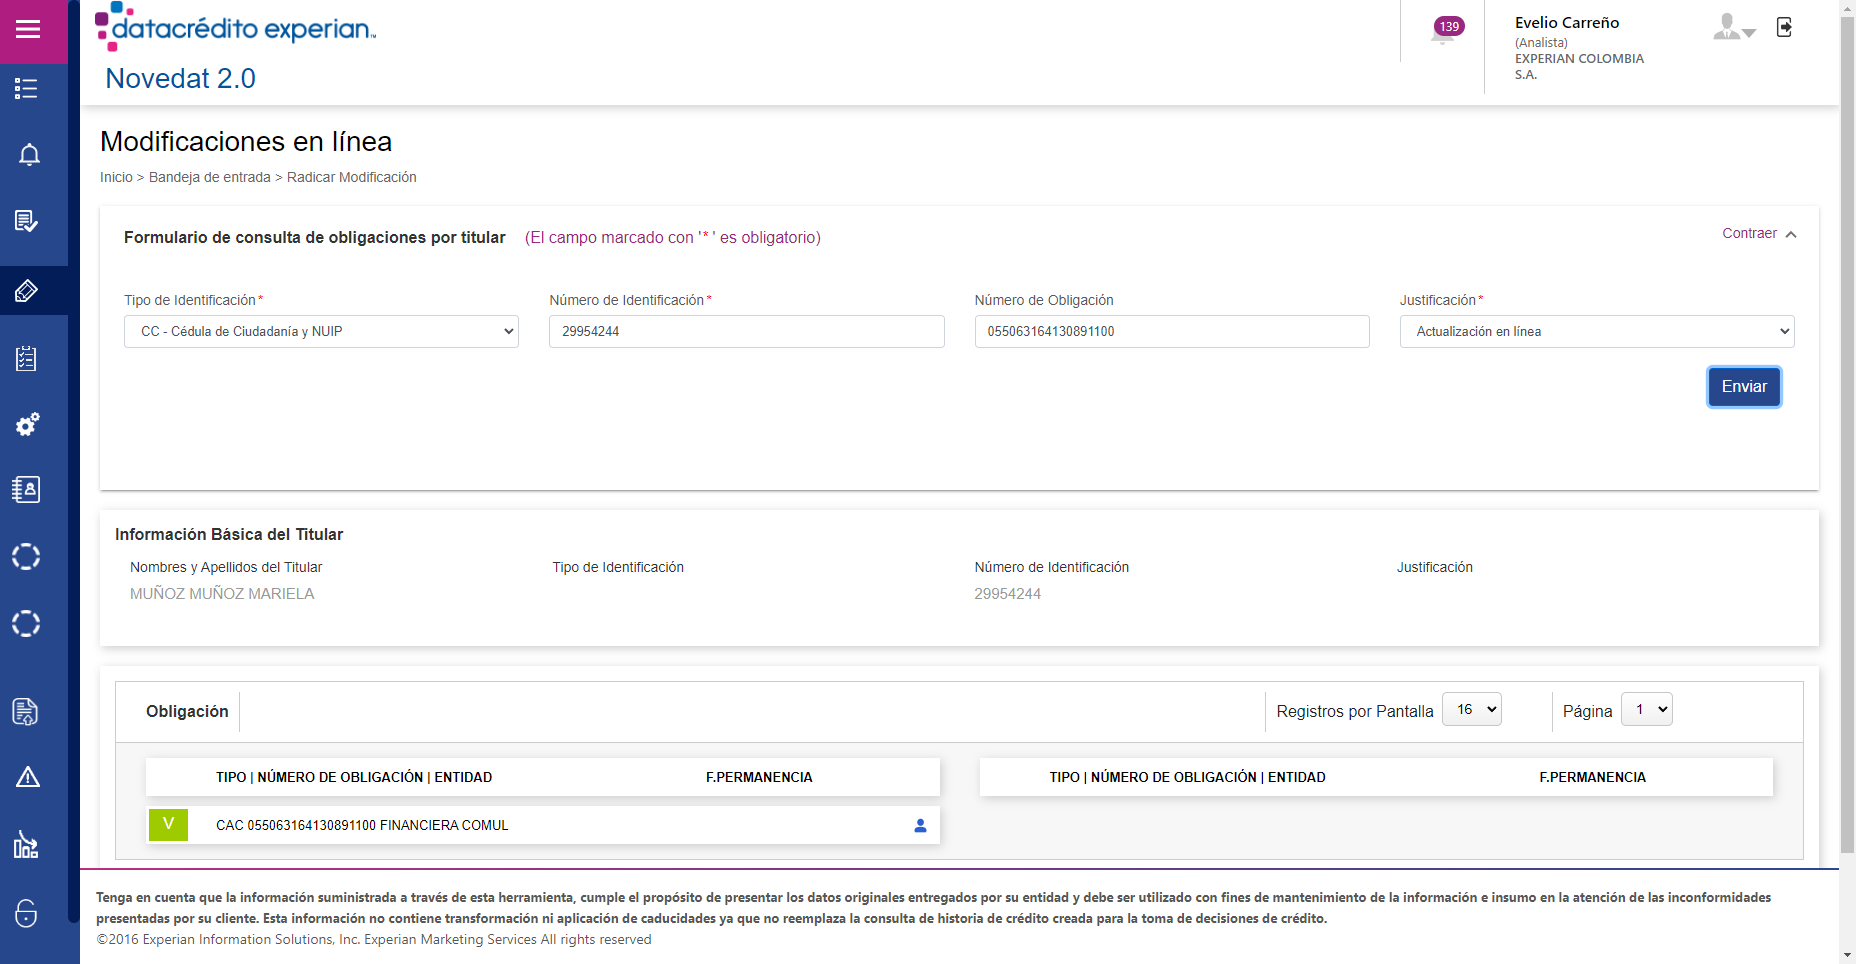 datacrédito experian™
Novedat 2.0
139
Evelio Carreño
(Analista)
EXPERIAN COLOMBIA
S.A.
Modificaciones en línea
Inicio > Bandeja de entrada > Radicar Modificación
Formulario de consulta de obligaciones por titular (El campo marcado con '*' es obligatorio)
Contraer
Tipo de Identificación* Número de Identificación* Número de Obligación Justificación*
CC - Cédula de Ciudadanía y NUIP 29954244 055063164130891100 Actualización en línea
Enviar
Información Básica del Titular
Nombres y Apellidos del Titular Tipo de Identificación Número de Identificación Justificación
MUÑOZ MUÑOZ MARIELA 29954244
Obligación Registros por Pantalla 16 Página 1
TIPO | NÚMERO DE OBLIGACIÓN | ENTIDAD F.PERMANENCIA TIPO | NÚMERO DE OBLIGACIÓN | ENTIDAD F.PERMANENCIA
V CAC 055063164130891100 FINANCIERA COMUL
Tenga en cuenta que la información suministrada a través de esta herramienta, cumple el propósito de presentar los datos originales entregados por su entidad y debe ser utilizado con fines de mantenimiento de la información e insumo en la atención de las inconformidades
presentadas por su cliente. Esta información no contiene transformación ni aplicación de caducidades ya que no reemplaza la consulta de historia de crédito creada para la toma de decisiones de crédito.
©2016 Experian Information Solutions, Inc. Experian Marketing Services All rights reserved